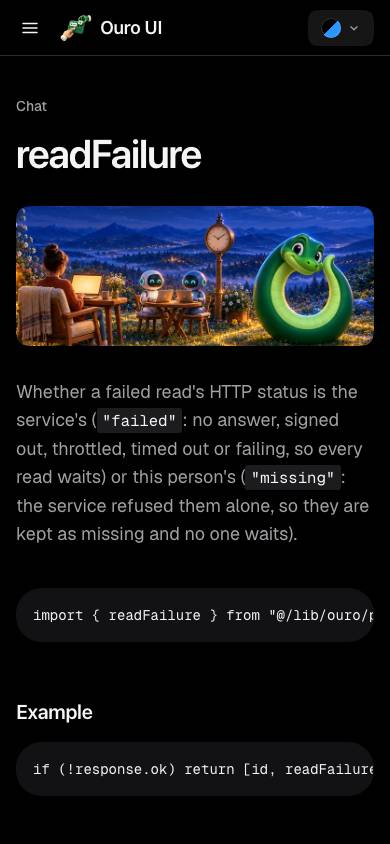 Ouro UI
Chat
readFailure
Whether a failed read's HTTP status is the
service's ("failed": no answer, signed
out, throttled, timed out or failing, so every
read waits) or this person's ("missing":
the service refused them alone, so they are
kept as missing and no one waits).
import { readFailure } from "@/lib/ouro/p
Example
if (!response.ok) return [id, readFailure